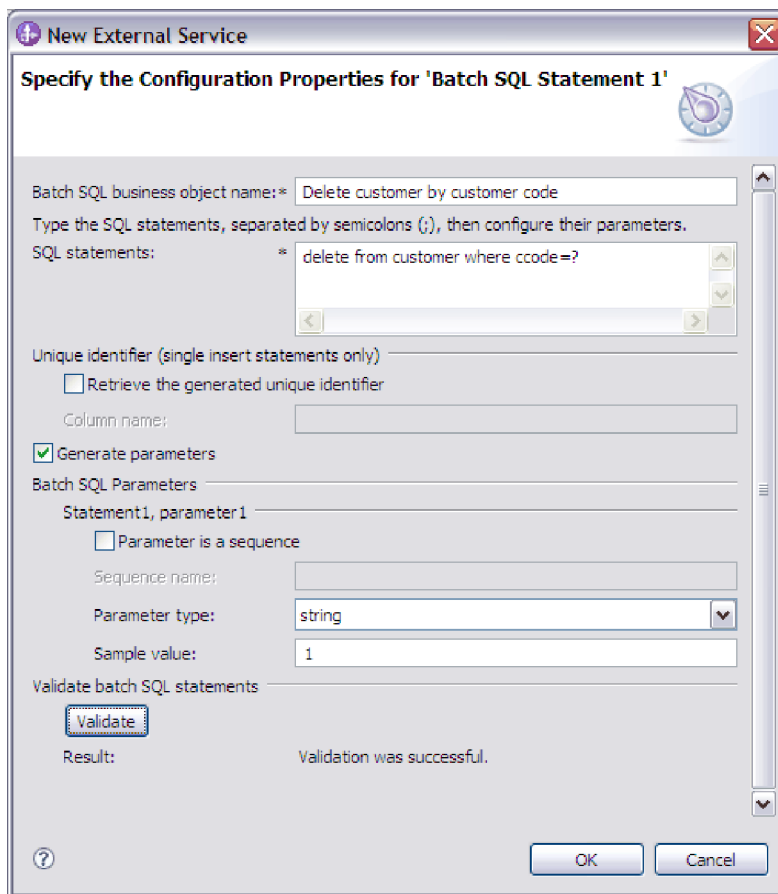 New External Service
Specify the Configuration Properties for 'Batch SQL Statement 1'
Batch SQL business object name:* Delete customer by customer code
Type the SQL statements, separated by semicolons (;), then configure their parameters.
SQL statements: * delete from customer where ccode=?
Unique identifier (single insert statements only)
Retrieve the generated unique identifier
Column name:
Generate parameters
Batch SQL Parameters
Statement1, parameter1
Parameter is a sequence
Sequence name:
Parameter type: string
Sample value: 1
Validate batch SQL statements
Validate
Result: Validation was successful.
? OK Cancel